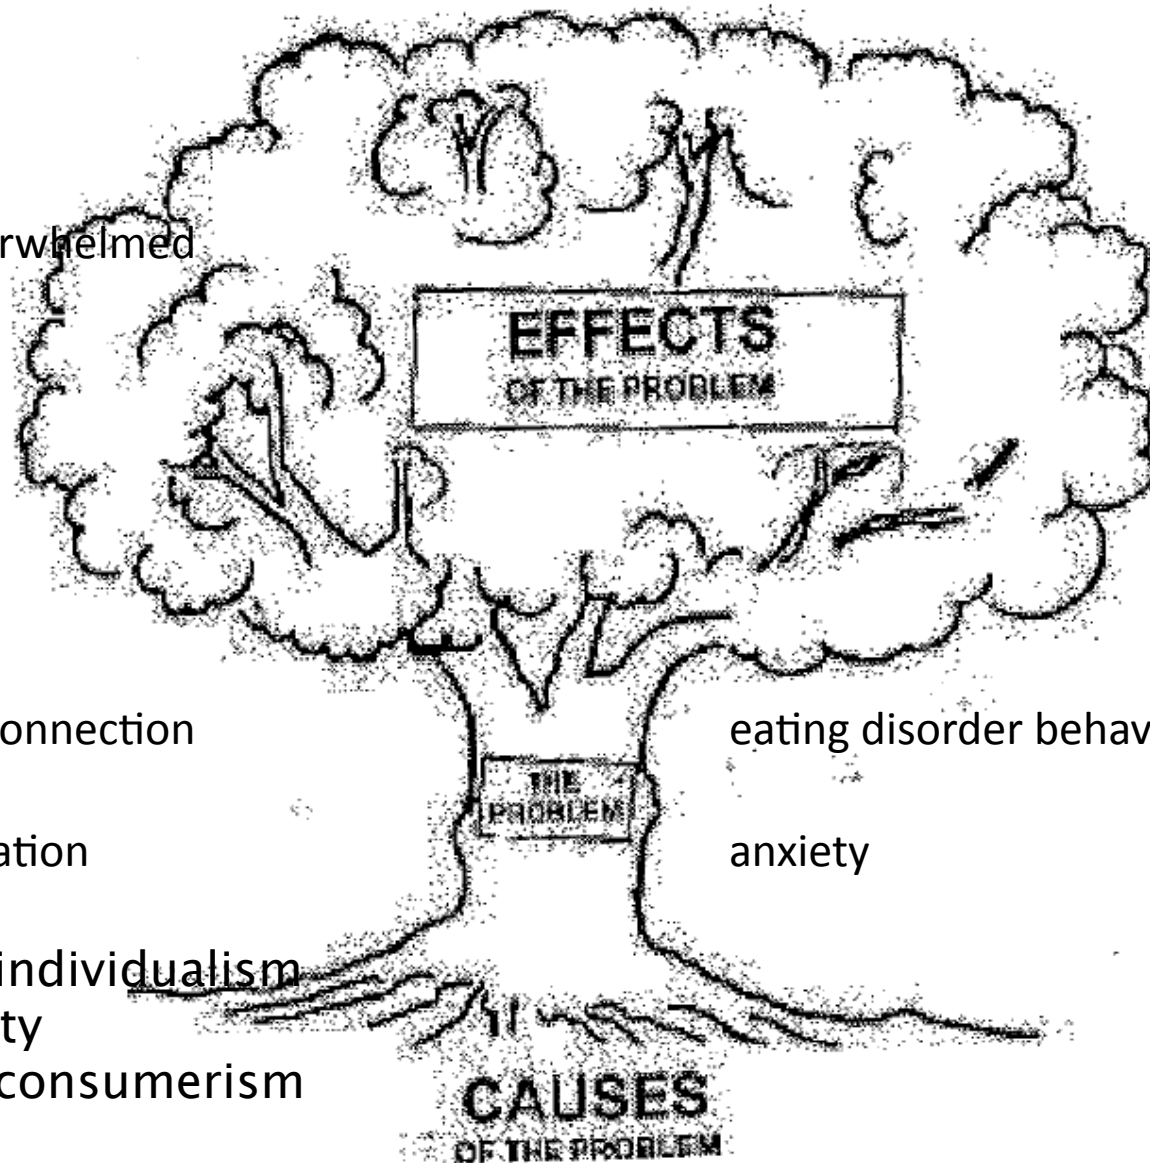 rwhelmed
EFFECTS
OF THE PROBLEM
onnection
eating disorder behav
THE
PROBLEM
ation
anxiety
individualism
ty
consumerism
CAUSES
OF THE PROBLEM